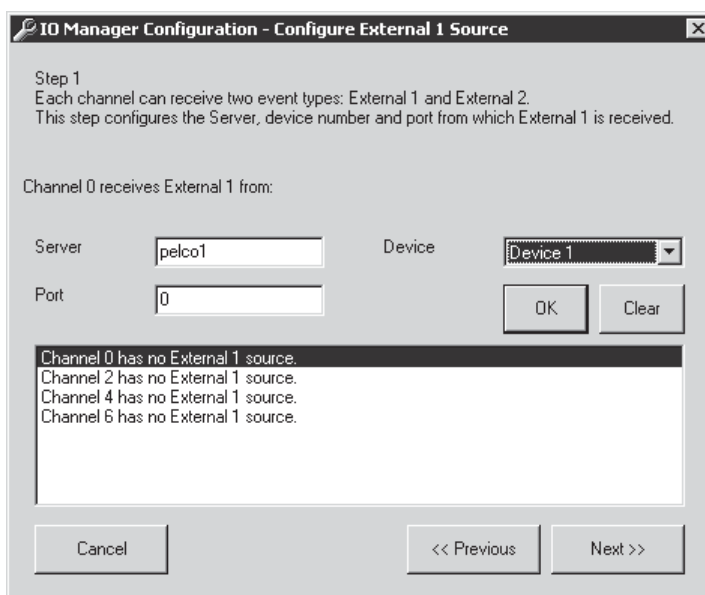 IO Manager Configuration - Configure External 1 Source
Step 1
Each channel can receive two event types: External 1 and External 2.
This step configures the Server, device number and port from which External 1 is received.
Channel 0 receives External 1 from:
Server
pelco1
Device
Device 1
Port
0
OK
Clear
Channel 0 has no External 1 source.
Channel 2 has no External 1 source.
Channel 4 has no External 1 source.
Channel 6 has no External 1 source.
Cancel
<< Previous
Next >>